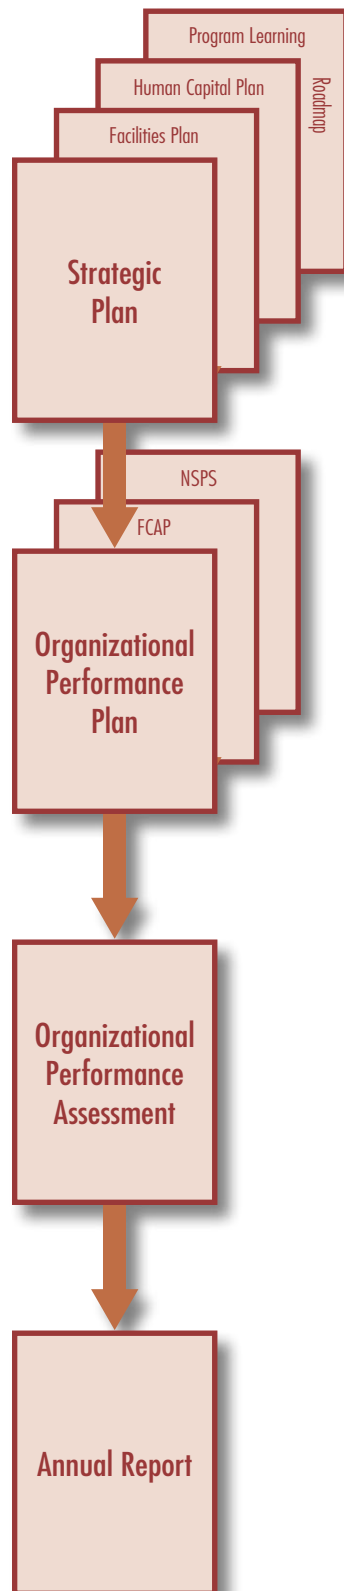 Program Learning
Roadmap
Human Capital Plan
Facilities Plan
Strategic
Plan
NSPS
FCAP
Organizational
Performance
Plan
Organizational
Performance
Assessment
Annual Report